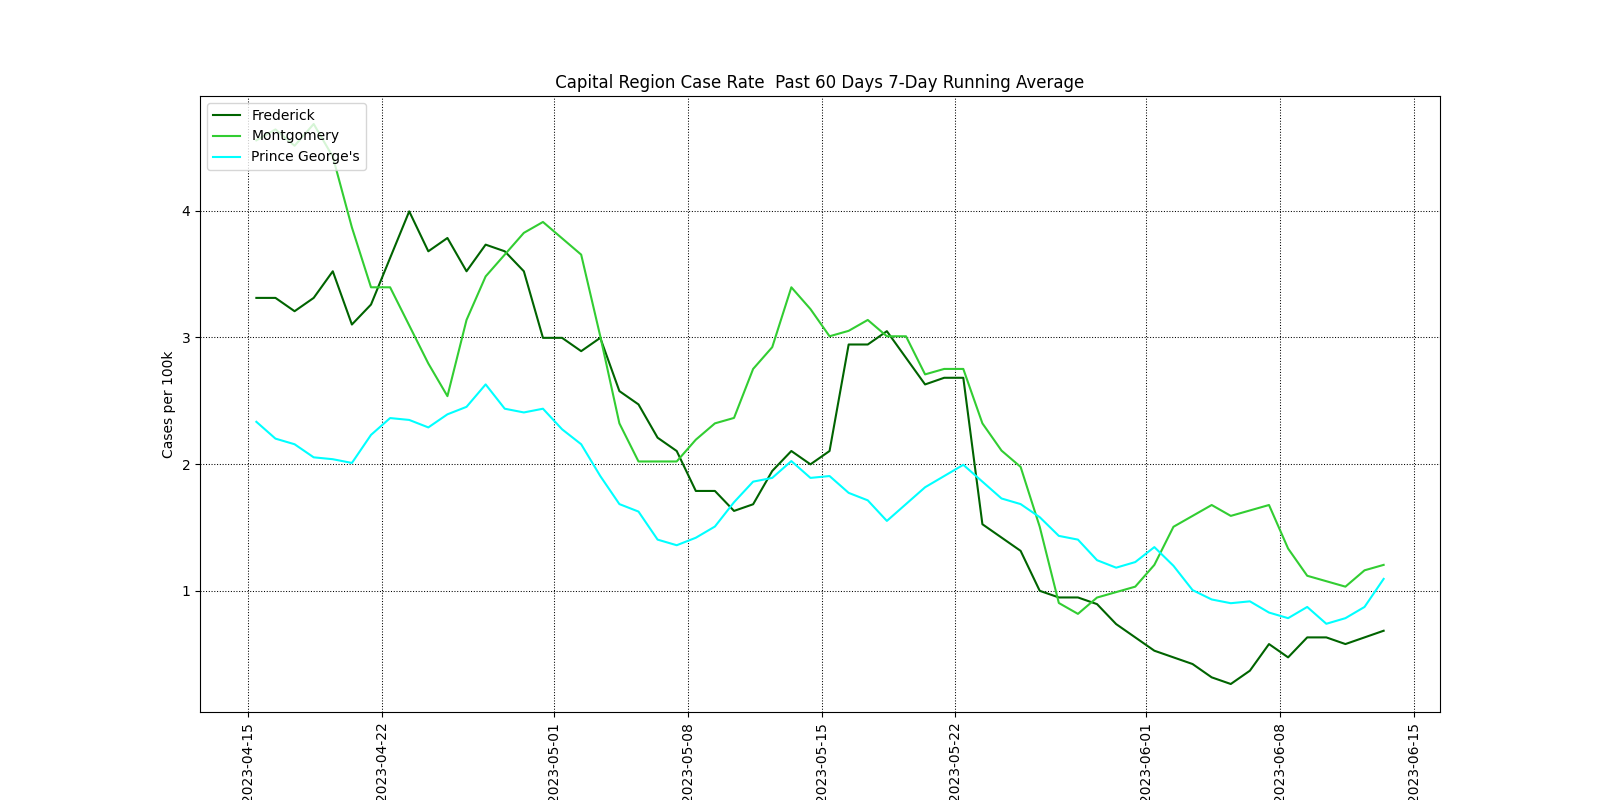 Capital Region Case Rate  Past 60 Days 7-Day Running Average
Frederick
Montgomery
Prince George's
Cases per 100k
4
3
2
1
2023-04-15
2023-04-22
2023-05-01
2023-05-08
2023-05-15
2023-05-22
2023-06-01
2023-06-08
2023-06-15